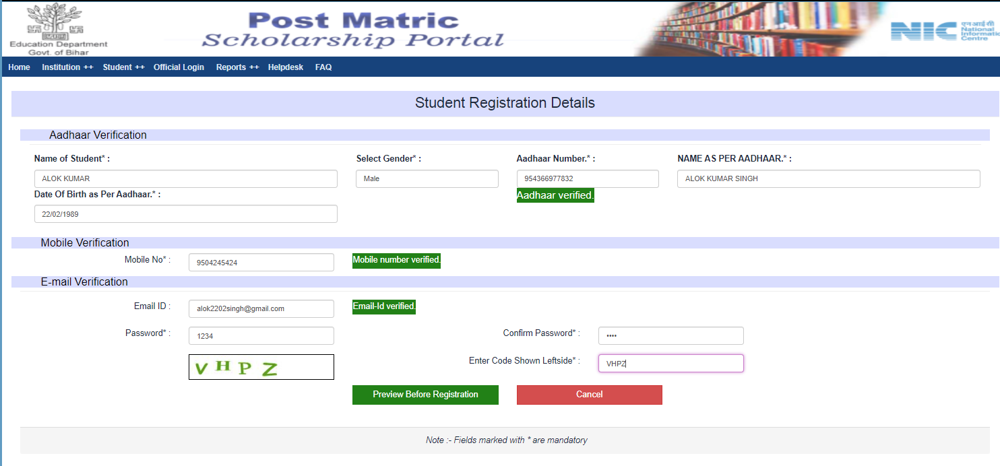 Education Department
Govt. of Bihar
Post Matric
Scholarship Portal
NIC एन आई सी
National
Informatic
Centre
Home Institution ++ Student ++ Official Login Reports ++ Helpdesk FAQ
Student Registration Details
Aadhaar Verification
Name of Student* : Select Gender* : Aadhaar Number.* : NAME AS PER AADHAAR.* :
ALOK KUMAR Male 954366977832 ALOK KUMAR SINGH
Date Of Birth as Per Aadhaar.* : Aadhaar verified.
22/02/1989
Mobile Verification
Mobile No* : 9504245424 Mobile number verified.
E-mail Verification
Email ID : alok2202singh@gmail.com Email-Id verified.
Password* : 1234 Confirm Password* : ••••
V H P Z Enter Code Shown Leftside* : VHPZ
Preview Before Registration Cancel
Note :- Fields marked with * are mandatory